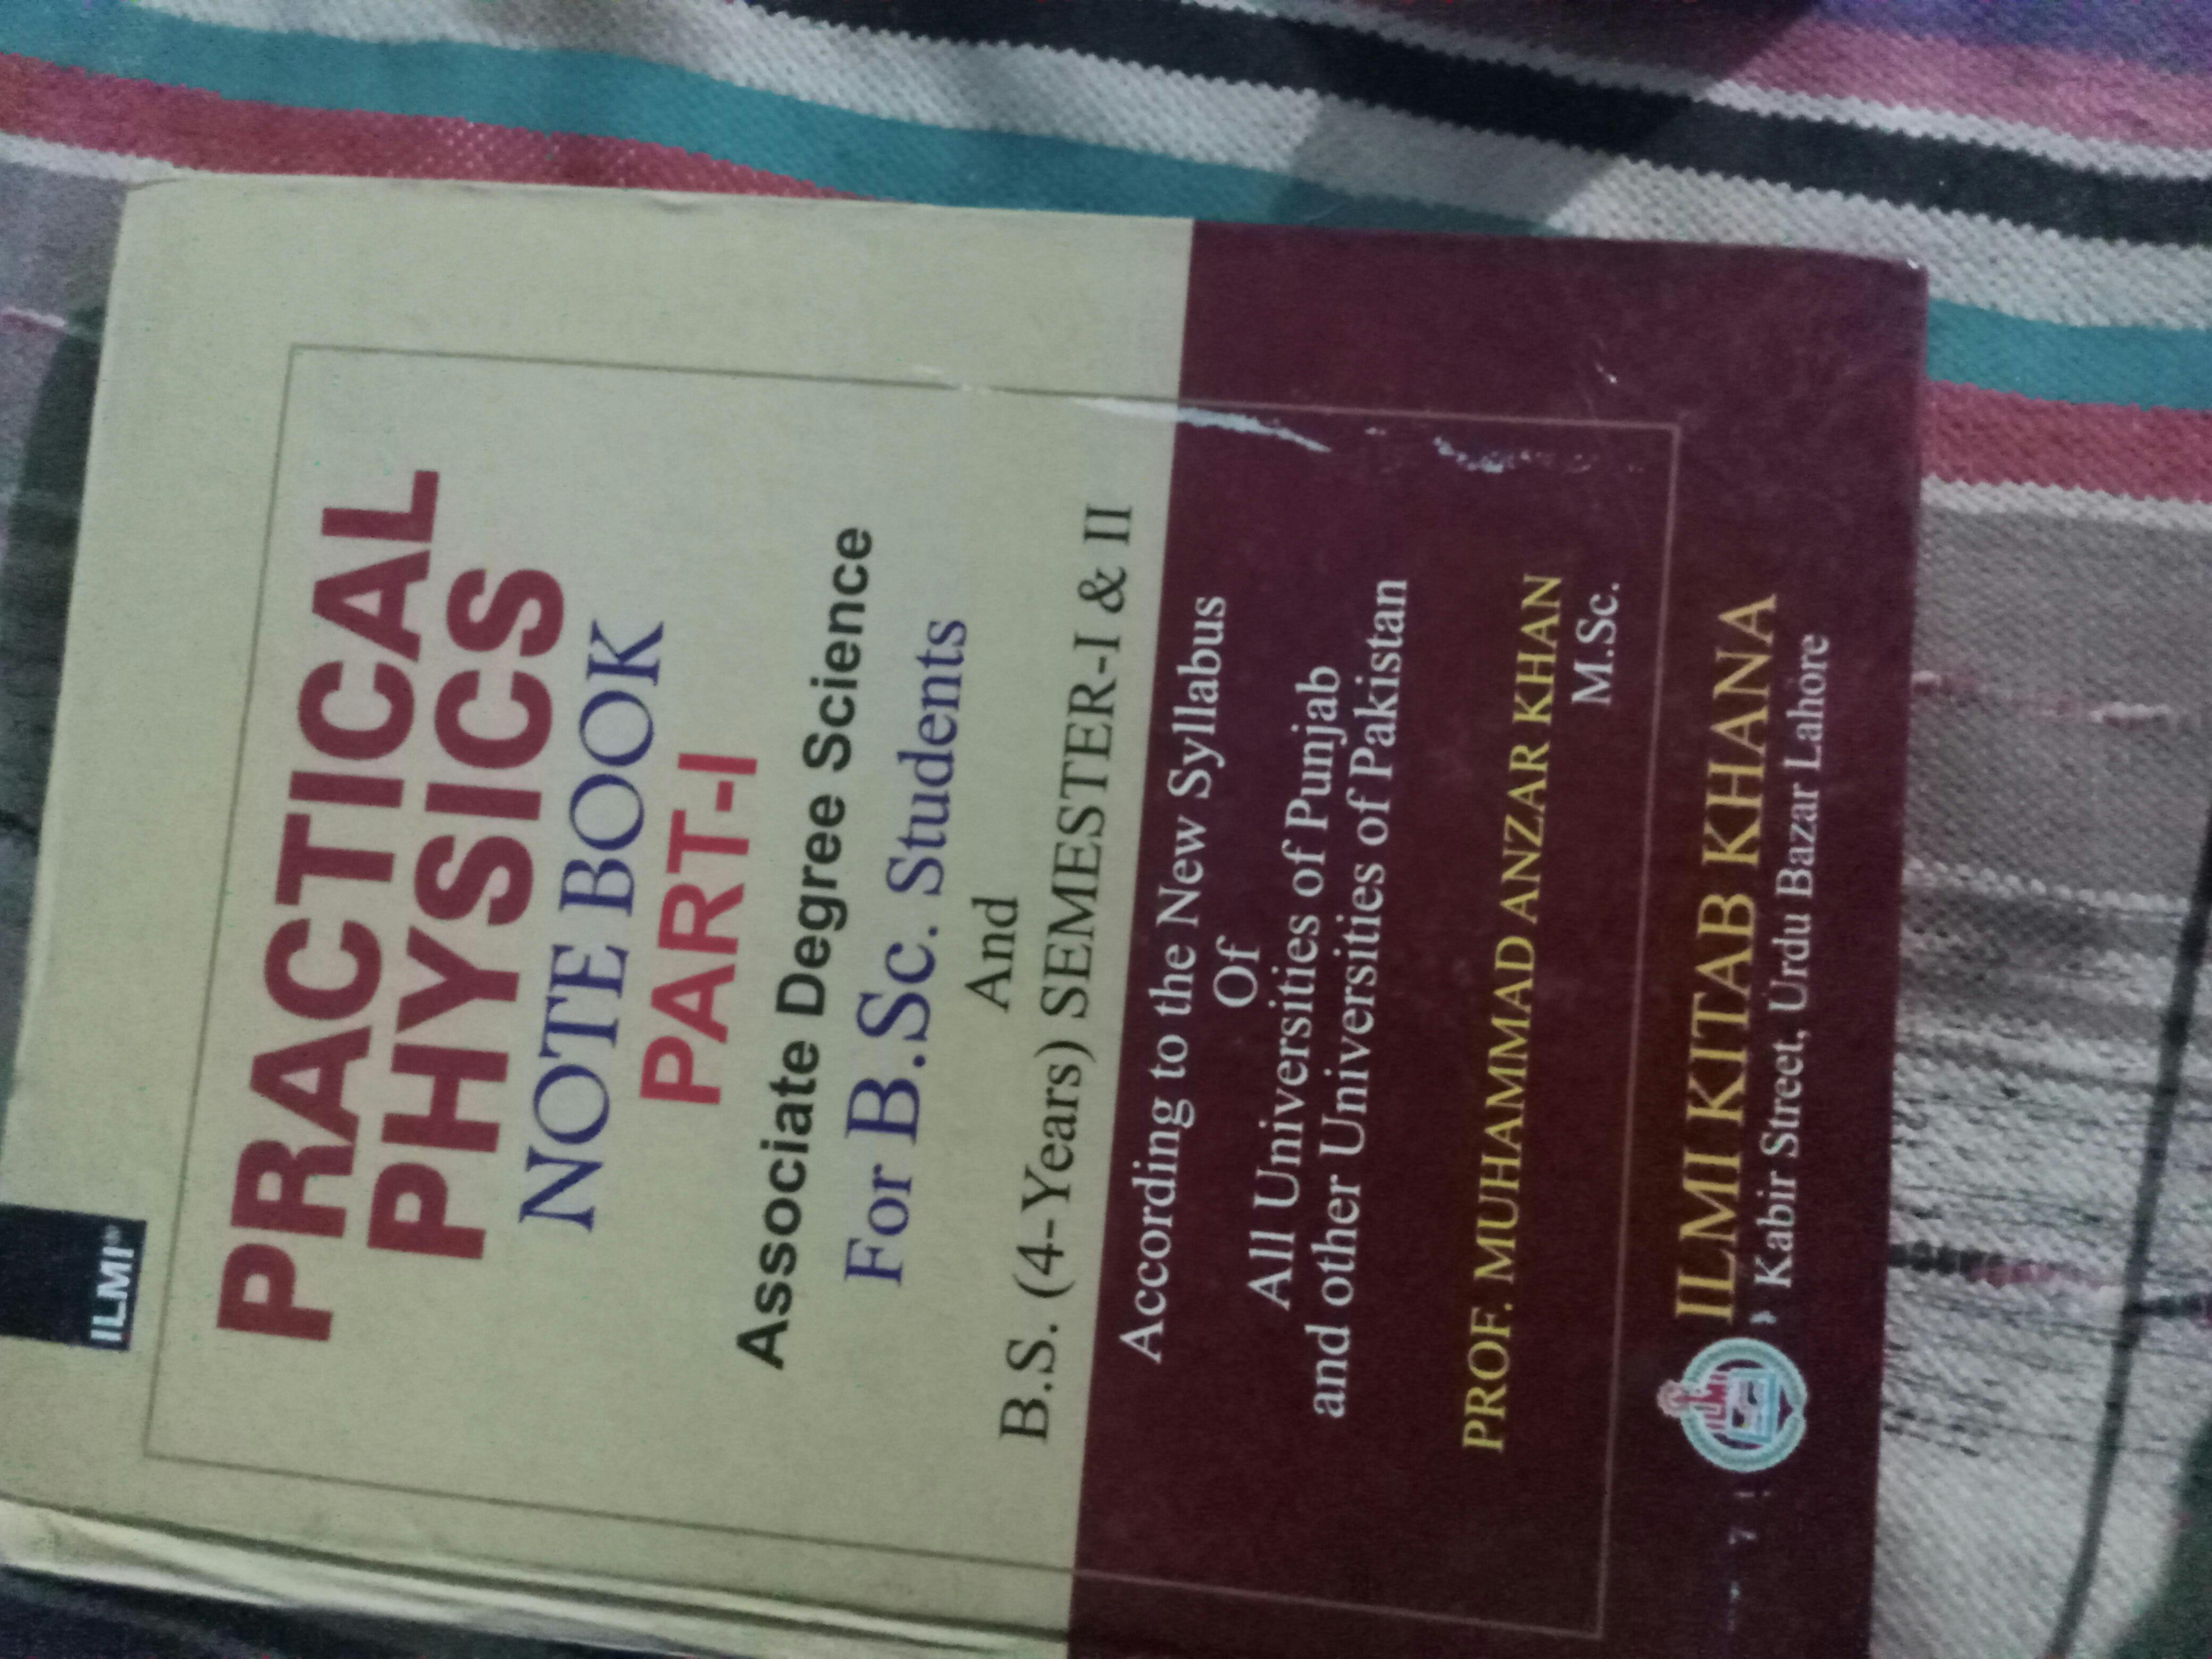 ILMI®
PRACTICAL
PHYSICS
NOTE BOOK
PART-I
Associate Degree Science
For B.Sc. Students
And
B.S. (4-Years) SEMESTER-I & II
According to the New Syllabus
Of
All Universities of Punjab
and other Universities of Pakistan
PROF. MUHAMMAD ANZAR KHAN
M.Sc.
ILMI KITAB KHANA
Kabir Street, Urdu Bazar Lahore